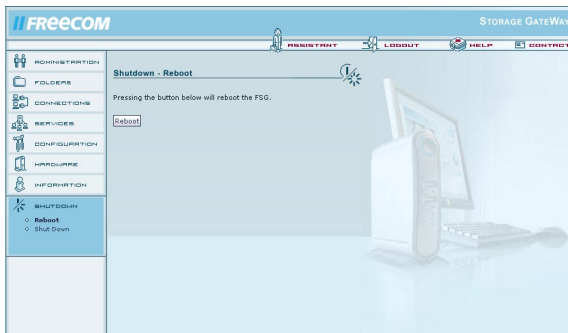 FREECOM
STORAGE GATEWAY
ASSISTANT
LOGOUT
HELP
CONTACT
ADMINISTRATION
FOLDERS
CONNECTIONS
SERVICES
CONFIGURATION
HARDWARE
INFORMATION
SHUTDOWN
Reboot
Shut Down
Shutdown - Reboot
Pressing the button below will reboot the FSG.
Reboot